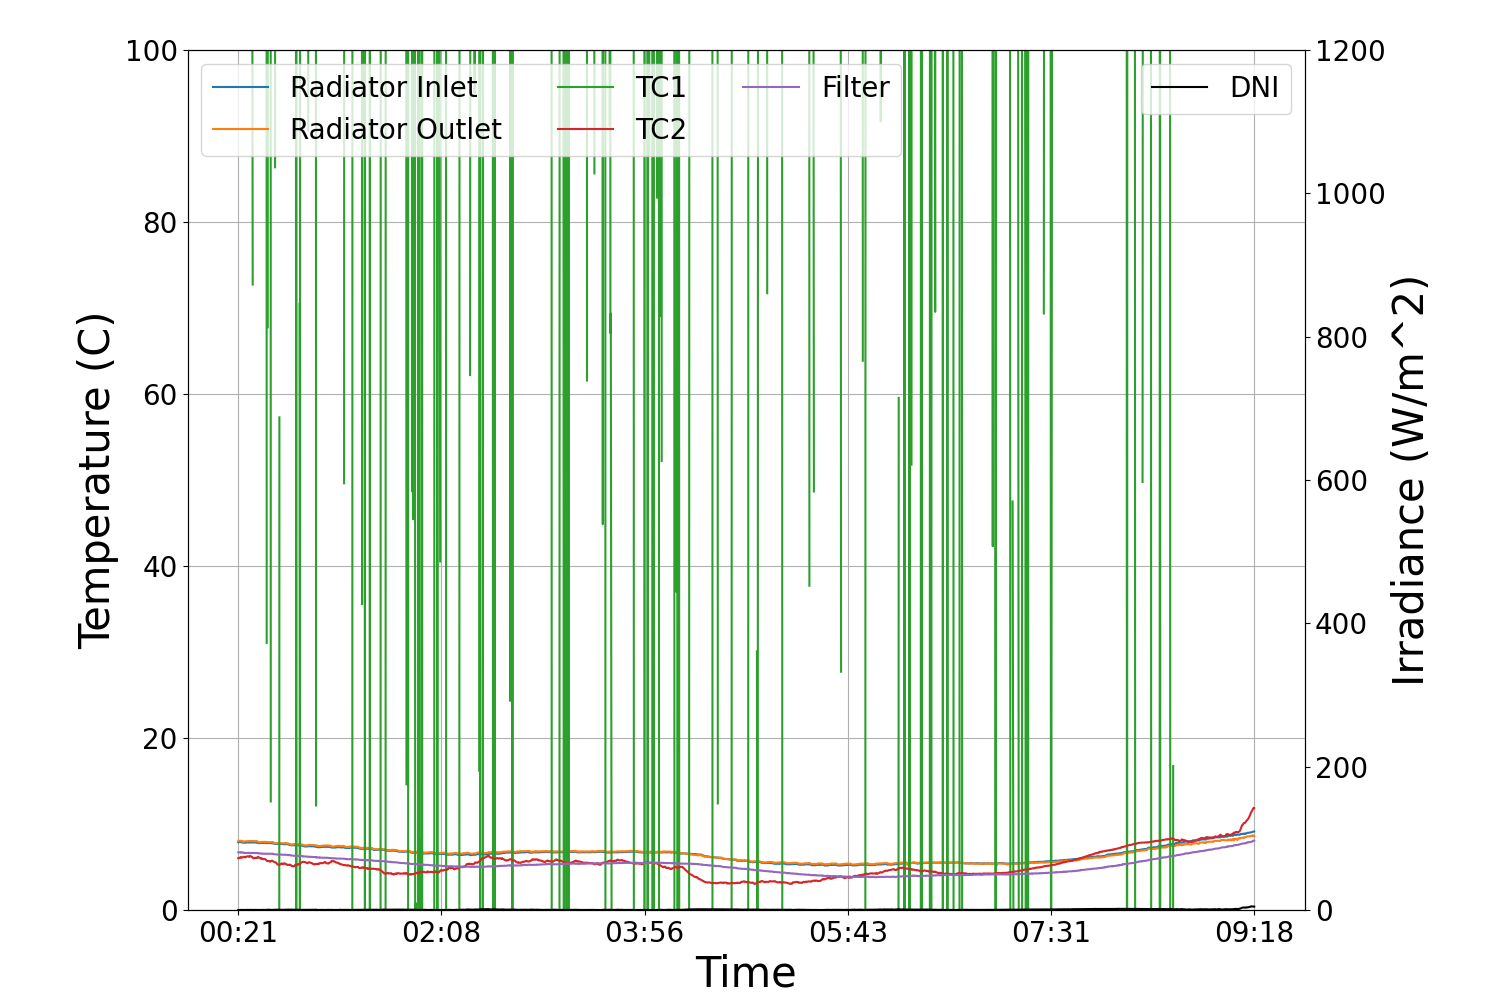 100
80
60
40
20
0
Temperature (C)
Radiator Inlet
Radiator Outlet
TC1
TC2
Filter
DNI
1200
1000
800
600
400
200
0
Irradiance (W/m^2)
00:21 02:08 03:56 05:43 07:31 09:18
Time